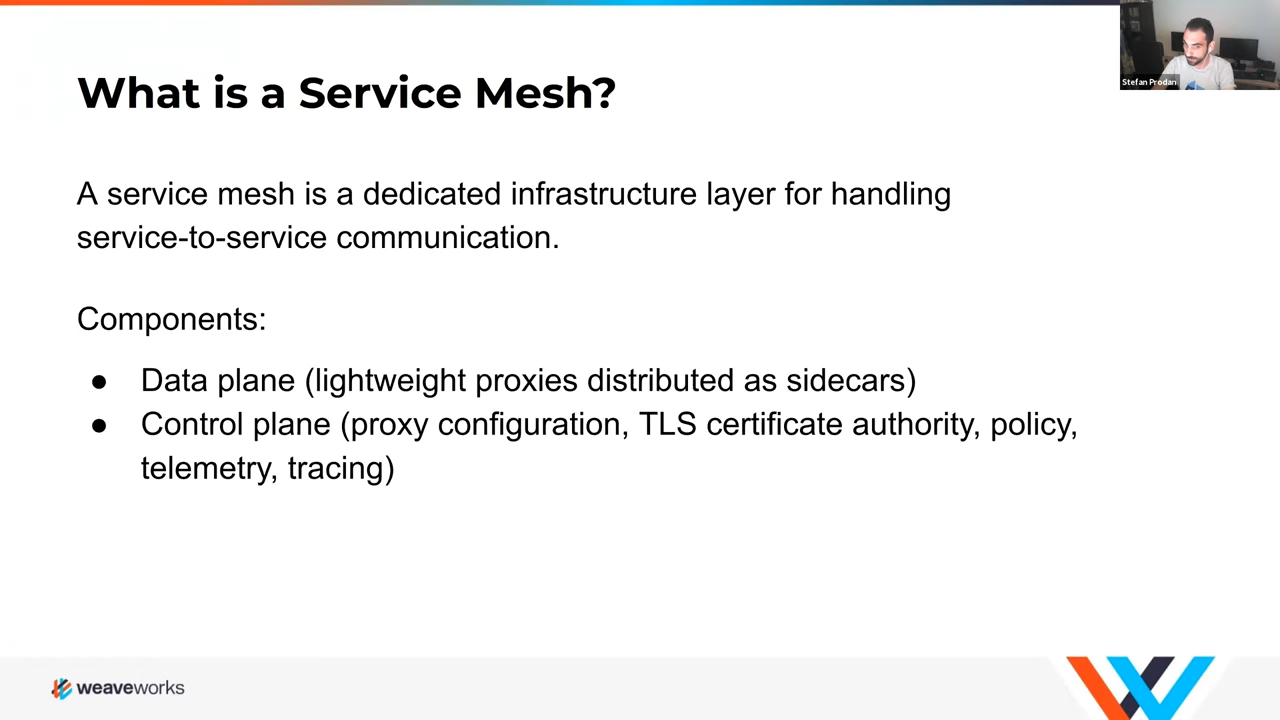 Stefan Prodan
What is a Service Mesh?
A service mesh is a dedicated infrastructure layer for handling
service-to-service communication.
Components:
● Data plane (lightweight proxies distributed as sidecars)
● Control plane (proxy configuration, TLS certificate authority, policy,
telemetry, tracing)
weaveworks